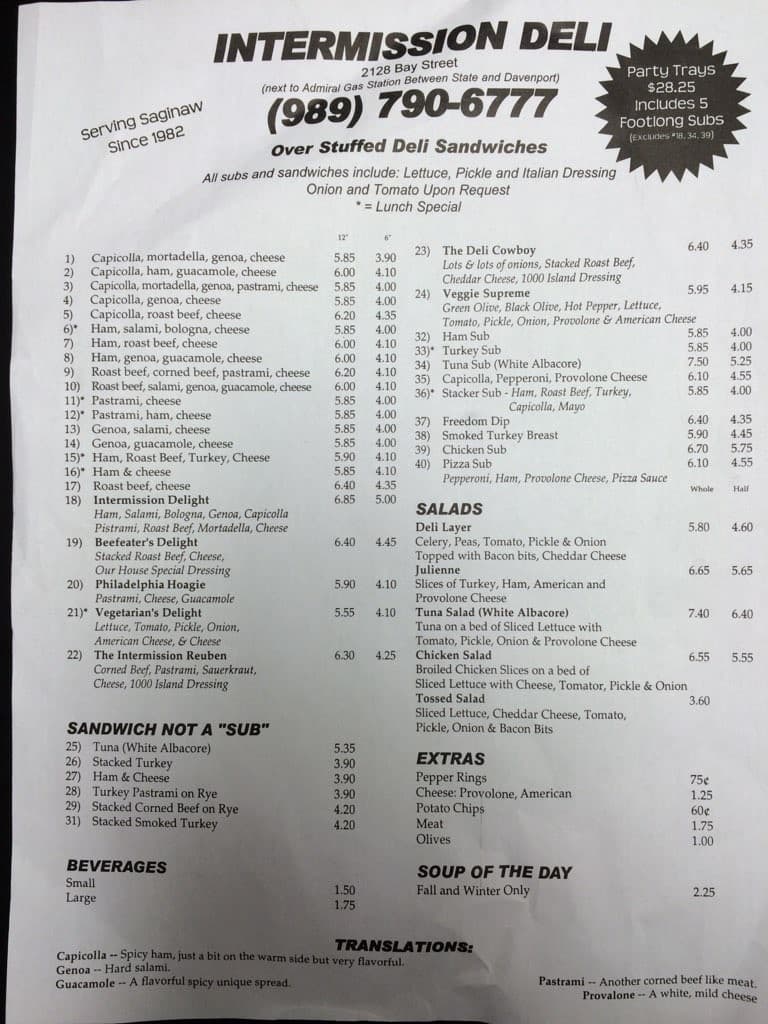 INTERMISSION DELI
2128 Bay Street
(next to Admiral Gas Station Between State and Davenport)
(989) 790-6777
Serving Saginaw
Since 1982
Party Trays
$28.25
Includes 5
Footlong Subs
(Excludes #18, 34, 39)
Over Stuffed Deli Sandwiches
All subs and sandwiches include: Lettuce, Pickle and Italian Dressing
Onion and Tomato Upon Request
* = Lunch Special
12" 6"
1) Capicolla, mortadella, genoa, cheese 5.85 3.90
2) Capicolla, ham, guacamole, cheese 6.00 4.10
3) Capicolla, mortadella, genoa, pastrami, cheese 5.85 4.00
4) Capicolla, genoa, cheese 5.85 4.00
5) Capicolla, roast beef, cheese 6.20 4.35
6)* Ham, salami, bologna, cheese 5.85 4.00
7) Ham, roast beef, cheese 6.00 4.10
8) Ham, genoa, guacamole, cheese 6.00 4.10
9) Roast beef, corned beef, pastrami, cheese 6.20 4.10
10) Roast beef, salami, genoa, guacamole, cheese 6.00 4.10
11)* Pastrami, cheese 5.85 4.00
12)* Pastrami, ham, cheese 5.85 4.00
13) Genoa, salami, cheese 5.85 4.00
14) Genoa, guacamole, cheese 5.85 4.00
15)* Ham, Roast Beef, Turkey, Cheese 5.90 4.10
16)* Ham & cheese 5.85 4.10
17) Roast beef, cheese 6.40 4.35
18) Intermission Delight 6.85 5.00
Ham, Salami, Bologna, Genoa, Capicolla
Pistrami, Roast Beef, Mortadella, Cheese
19) Beefeater's Delight 6.40 4.45
Stacked Roast Beef, Cheese,
Our House Special Dressing
20) Philadelphia Hoagie 5.90 4.10
Pastrami, Cheese, Guacamole
21)* Vegetarian's Delight 5.55 4.10
Lettuce, Tomato, Pickle, Onion,
American Cheese, & Cheese
22) The Intermission Reuben 6.30 4.25
Corned Beef, Pastrami, Sauerkraut,
Cheese, 1000 Island Dressing
SANDWICH NOT A "SUB"
25) Tuna (White Albacore) 5.35
26) Stacked Turkey 3.90
27) Ham & Cheese 3.90
28) Turkey Pastrami on Rye 3.90
29) Stacked Corned Beef on Rye 4.20
31) Stacked Smoked Turkey 4.20
BEVERAGES
Small 1.50
Large 1.75
23) The Deli Cowboy 6.40 4.35
Lots & lots of onions, Stacked Roast Beef,
Cheddar Cheese, 1000 Island Dressing
24) Veggie Supreme 5.95 4.15
Green Olive, Black Olive, Hot Pepper, Lettuce,
Tomato, Pickle, Onion, Provolone & American Cheese
32) Ham Sub 5.85 4.00
33)* Turkey Sub 5.85 4.00
34) Tuna Sub (White Albacore) 7.50 5.25
35) Capicolla, Pepperoni, Provolone Cheese 6.10 4.55
36)* Stacker Sub - Ham, Roast Beef, Turkey, 5.85 4.00
Capicolla, Mayo
37) Freedom Dip 6.40 4.35
38) Smoked Turkey Breast 5.90 4.45
39) Chicken Sub 6.70 5.75
40) Pizza Sub 6.10 4.55
Pepperoni, Ham, Provolone Cheese, Pizza Sauce
Whole Half
SALADS
Deli Layer 5.80 4.60
Celery, Peas, Tomato, Pickle & Onion
Topped with Bacon bits, Cheddar Cheese
Julienne 6.65 5.65
Slices of Turkey, Ham, American and
Provolone Cheese
Tuna Salad (White Albacore) 7.40 6.40
Tuna on a bed of Sliced Lettuce with
Tomato, Pickle, Onion & Provolone Cheese
Chicken Salad 6.55 5.55
Broiled Chicken Slices on a bed of
Sliced Lettuce with Cheese, Tomator, Pickle & Onion
Tossed Salad 3.60
Sliced Lettuce, Cheddar Cheese, Tomato,
Pickle, Onion & Bacon Bits
EXTRAS
Pepper Rings 75¢
Cheese: Provolone, American 1.25
Potato Chips 60¢
Meat 1.75
Olives 1.00
SOUP OF THE DAY
Fall and Winter Only 2.25
TRANSLATIONS:
Capicolla -- Spicy ham, just a bit on the warm side but very flavorful.
Genoa -- Hard salami.
Guacamole -- A flavorful spicy unique spread.
Pastrami -- Another corned beef like meat.
Provalone -- A white, mild cheese